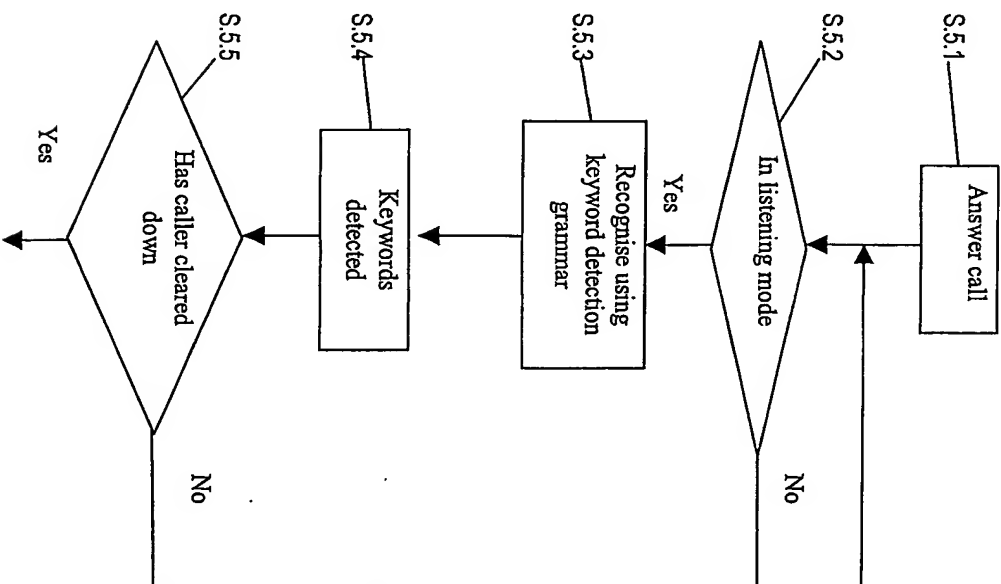 S.5.1
Answer call
S.5.2
In listening mode
No
Yes
S.5.3
Recognise using
keyword detection
grammar
S.5.4
Keywords
detected
S.5.5
Has caller cleared
down
No
Yes